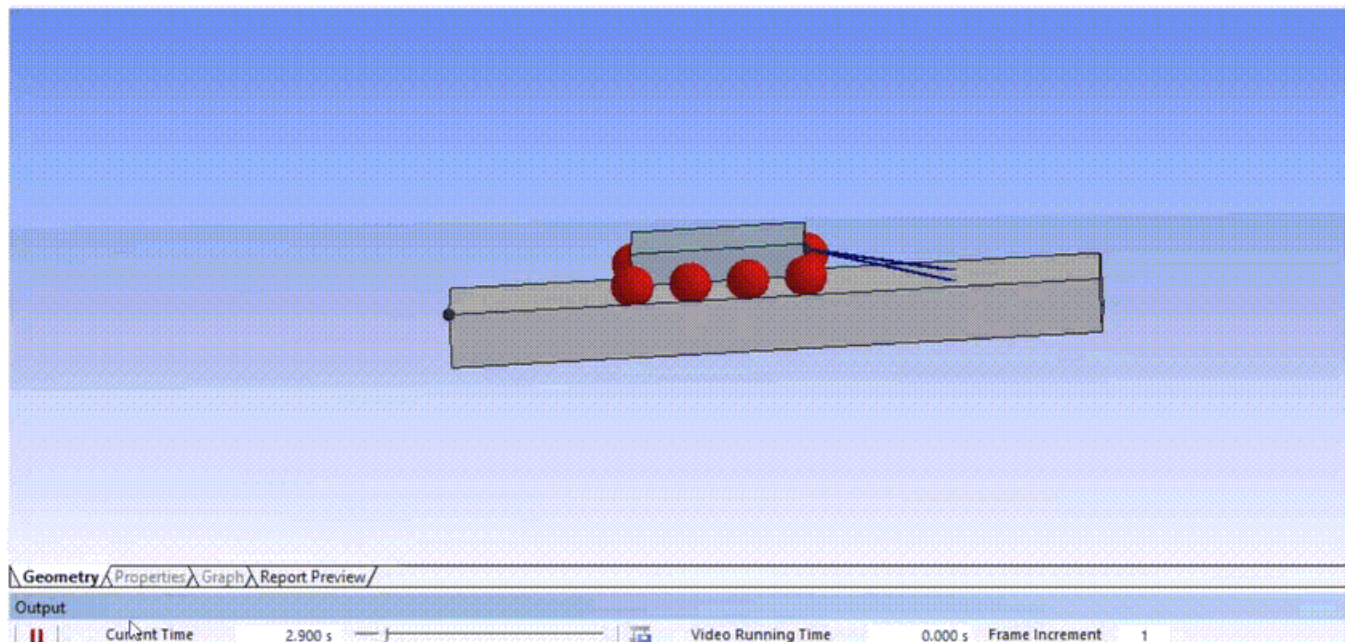 Geometry Properties Graph Report Preview
Output
Current Time 2.900 s Video Running Time 0.000 s Frame Increment 1